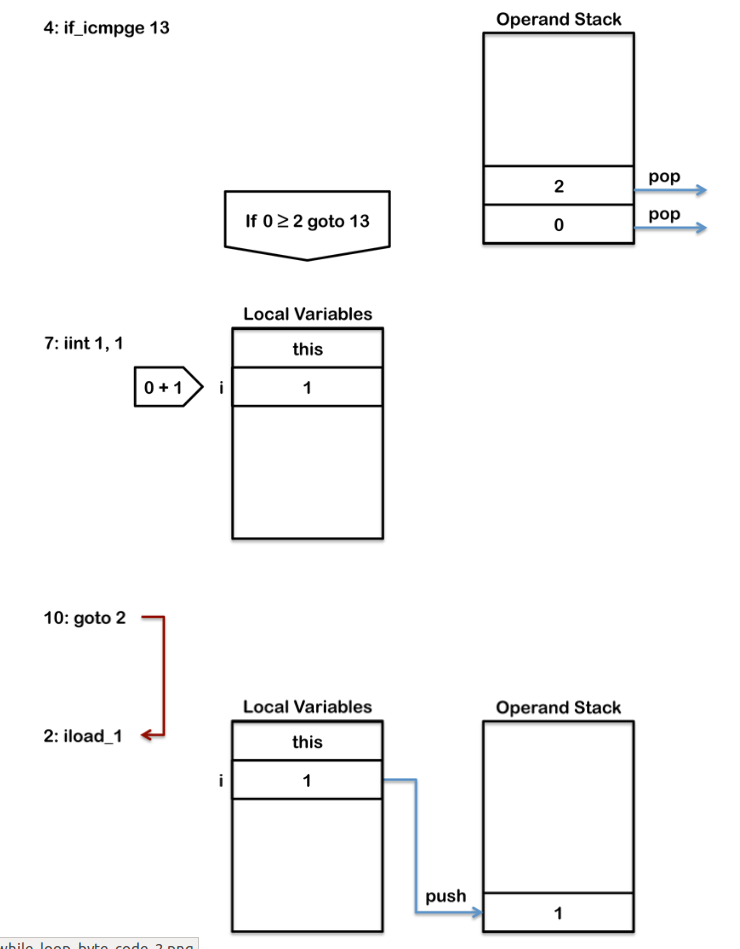 4: if_icmpge 13
Operand Stack
2
pop
0
pop
If 0 ≥ 2 goto 13
Local Variables
7: iint 1, 1
this
0 + 1
i
1
10: goto 2
Local Variables
Operand Stack
2: iload_1
this
i
1
push
1
while_loop_byte_code_2.png